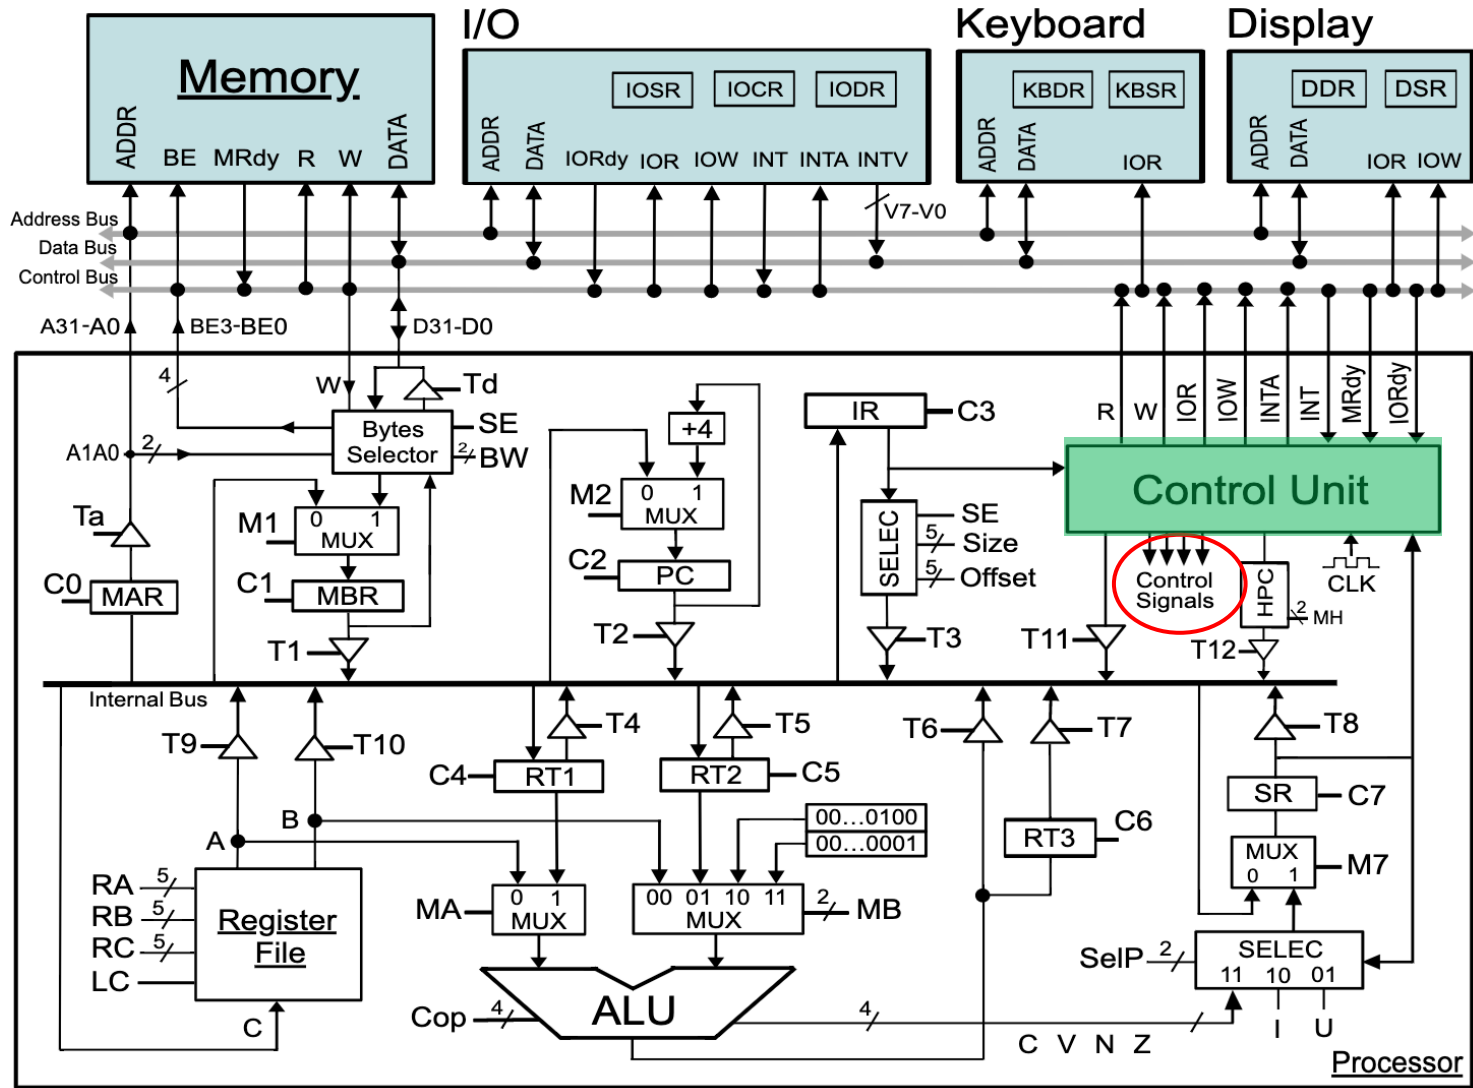 I/O
Keyboard
Display
Memory
IOSR
IOCR
IODR
KBDR
KBSR
DDR
DSR
ADDR
BE
MRdy
R
W
DATA
ADDR
DATA
IORdy
IOR
IOW
INT
INTA
INTV
ADDR
DATA
IOR
ADDR
DATA
IOR
IOW
V7-V0
Address Bus
Data Bus
Control Bus
A31-A0
BE3-BE0
D31-D0
4
W
Td
Bytes
Selector
SE
2
BW
A1A0
2
+4
IR
C3
R
W
IOR
IOW
INTA
INT
MRdy
IORdy
Control Unit
Ta
M1
0
1
MUX
M2
0
1
MUX
SELEC
SE
5
Size
5
Offset
C0
MAR
C1
MBR
C2
PC
Control
Signals
HPC
2
MH
CLK
T1
T2
T3
T11
T12
Internal Bus
T9
T10
T4
T5
T6
T7
T8
C4
RT1
RT2
C5
SR
C7
A
B
00...0100
00...0001
RT3
C6
MUX
0
1
M7
RA
5
RB
5
RC
5
LC
Register
File
MA
0
1
MUX
00
01
10
11
MUX
2
MB
SelP
2
SELEC
11
10
01
C
Cop
4
ALU
4
C V N Z
I
U
Processor